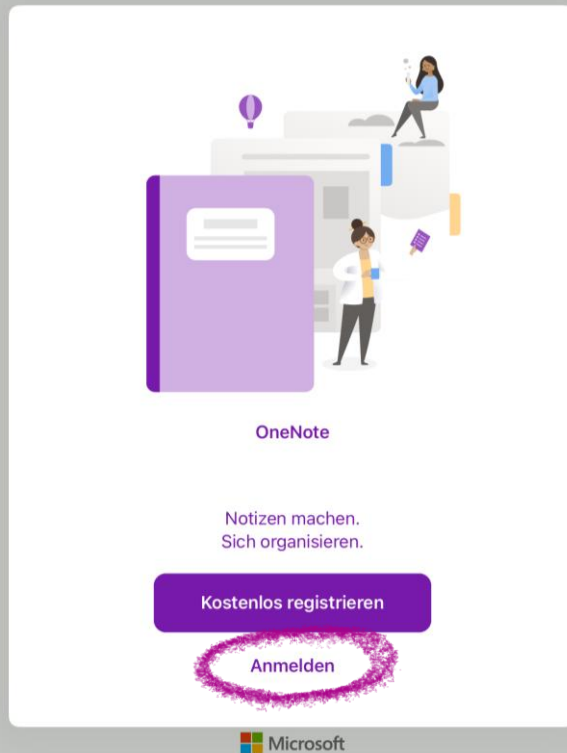 OneNote
Notizen machen.
Sich organisieren.
Kostenlos registrieren
Anmelden
Microsoft